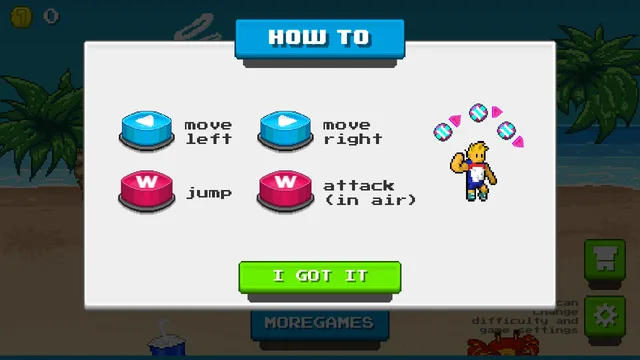 0
HOW TO
move
left
move
right
W
jump
W
attack
(in air)
I GOT IT
MOREGAMES
can
change
difficulty and
game settings